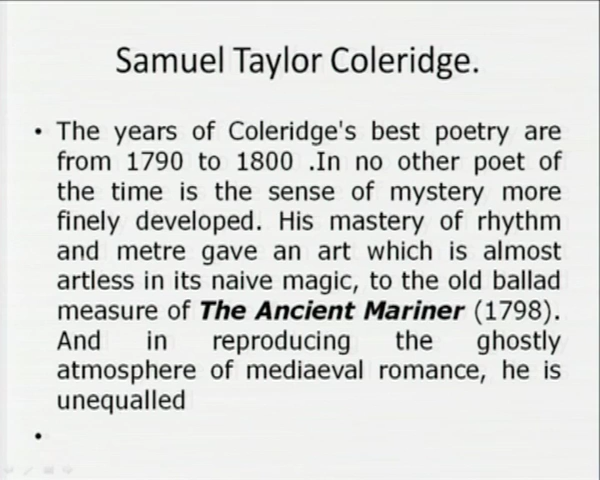 Samuel Taylor Coleridge.
• The years of Coleridge's best poetry are
from 1790 to 1800 .In no other poet of
the time is the sense of mystery more
finely developed. His mastery of rhythm
and metre gave an art which is almost
artless in its naive magic, to the old ballad
measure of The Ancient Mariner (1798).
And in reproducing the ghostly
atmosphere of mediaeval romance, he is
unequalled
•